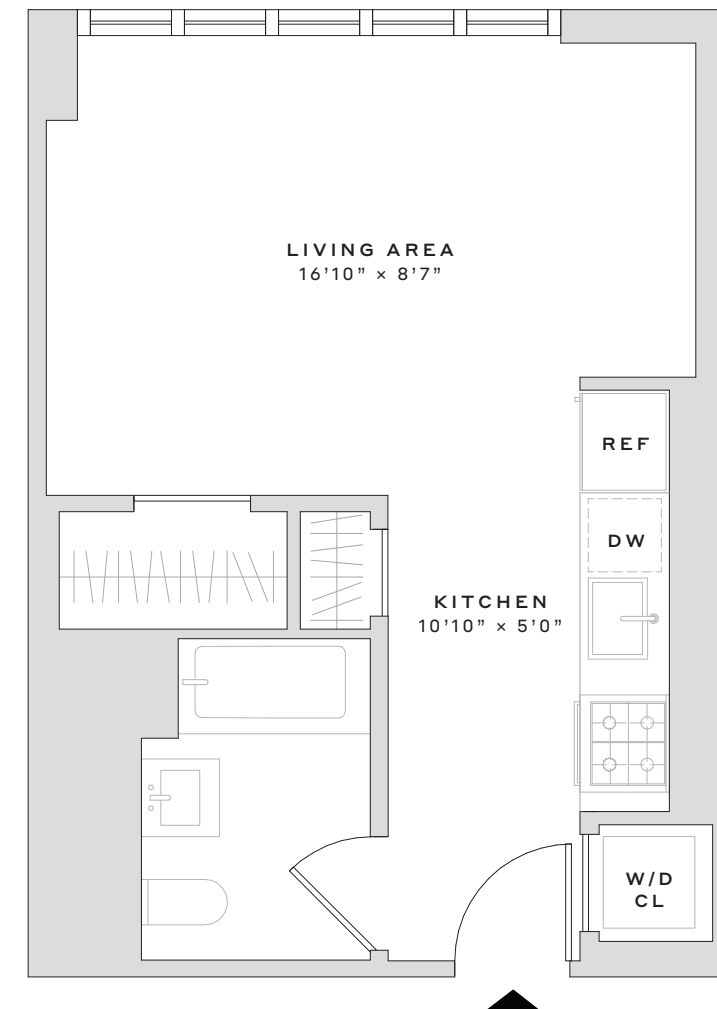 LIVING AREA
16’10” × 8’7”
REF
DW
KITCHEN
10’10” × 5’0”
W/D
CL